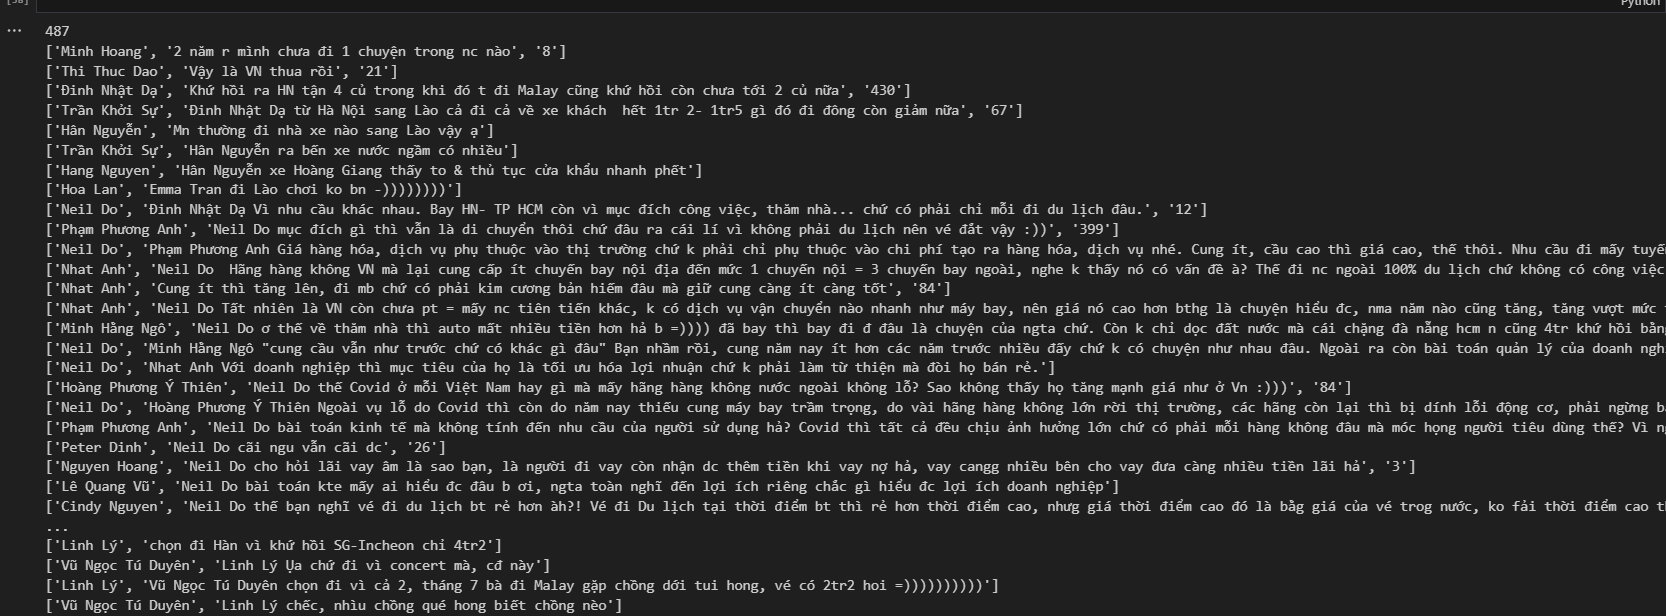 [38]
Python
...
487
['Minh Hoang', '2 năm r mình chưa đi 1 chuyện trong nc nào', '8']
['Thi Thuc Dao', 'Vậy là VN thua rồi', '21']
['Đinh Nhật Dạ', 'Khứ hồi ra HN tận 4 củ trong khi đó t đi Malay cũng khứ hồi còn chưa tới 2 củ nữa', '430']
['Trần Khởi Sự', 'Đinh Nhật Dạ từ Hà Nội sang Lào cả đi cả về xe khách  hết 1tr 2- 1tr5 gì đó đi đông còn giảm nữa', '67']
['Hân Nguyễn', 'Mn thường đi nhà xe nào sang Lào vậy ạ']
['Trần Khởi Sự', 'Hân Nguyễn ra bến xe nước ngầm có nhiều']
['Hang Nguyen', 'Hân Nguyễn xe Hoàng Giang thấy to & thủ tục cửa khẩu nhanh phết']
['Hoa Lan', 'Emma Tran đi Lào chơi ko bn -))))))))']
['Neil Do', 'Đinh Nhật Dạ Vì nhu cầu khác nhau. Bay HN- TP HCM còn vì mục đích công việc, thăm nhà... chứ có phải chỉ mỗi đi du lịch đâu.', '12']
['Phạm Phương Anh', 'Neil Do mục đích gì thì vẫn là di chuyển thôi chứ đâu ra cái lí vì không phải du lịch nên vé đắt vậy :))', '399']
['Neil Do', 'Phạm Phương Anh Giá hàng hóa, dịch vụ phụ thuộc vào thị trường chứ k phải chỉ phụ thuộc vào chi phí tạo ra hàng hóa, dịch vụ nhé. Cung ít, cầu cao thì giá cao, thế thôi. Nhu cầu đi mấy tuyế
['Nhat Anh', 'Neil Do  Hãng hàng không VN mà lại cung cấp ít chuyến bay nội địa đến mức 1 chuyến nội = 3 chuyến bay ngoài, nghe k thấy nó có vấn đề à? Thế đi nc ngoài 100% du lịch chứ không có công việc
['Nhat Anh', 'Cung ít thì tăng lên, đi mb chứ có phải kim cương bản hiếm đâu mà giữ cung càng ít càng tốt', '84']
['Nhat Anh', 'Neil Do Tất nhiên là VN còn chưa pt = mấy nc tiên tiến khác, k có dịch vụ vận chuyển nào nhanh như máy bay, nên giá nó cao hơn bthg là chuyện hiểu đc, nma năm nào cũng tăng, tăng vượt mức
['Minh Hằng Ngô', 'Neil Do ơ thế về thăm nhà thì auto mất nhiều tiền hơn hả b =)))) đã bay thì bay đi đ đâu là chuyện của ngta chứ. Còn k chỉ dọc đất nước mà cái chặng đà nẵng hcm n cũng 4tr khứ hồi bằng
['Neil Do', 'Minh Hằng Ngô "cung cầu vẫn như trước chứ có khác gì đâu" Bạn nhầm rồi, cung năm nay ít hơn các năm trước nhiều đấy chứ k có chuyện như nhau đâu. Ngoài ra còn bài toán quản lý của doanh ngh
['Neil Do', 'Nhat Anh Với doanh nghiệp thì mục tiêu của họ là tối ưu hóa lợi nhuận chứ k phải làm từ thiện mà đòi họ bán rẻ.']
['Hoàng Phương Ý Thiên', 'Neil Do thế Covid ở mỗi Việt Nam hay gì mà mấy hãng hàng không nước ngoài không lỗ? Sao không thấy họ tăng mạnh giá như ở Vn :)))', '84']
['Neil Do', 'Hoàng Phương Ý Thiên Ngoài vụ lỗ do Covid thì còn do năm nay thiếu cung máy bay trầm trọng, do vài hãng hàng không lớn rời thị trường, các hãng còn lại thì bị dính lỗi động cơ, phải ngừng b
['Phạm Phương Anh', 'Neil Do bài toán kinh tế mà không tính đến nhu cầu của người sử dụng hả? Covid thì tất cả đều chịu ảnh hưởng lớn chứ có phải mỗi hàng không đâu mà móc họng người tiêu dùng thế? Vì n
['Peter Dinh', 'Neil Do cãi ngu vẫn cãi dc', '26']
['Nguyen Hoang', 'Neil Do cho hỏi lãi vay âm là sao bạn, là người đi vay còn nhận dc thêm tiền khi vay nợ hả, vay cangg nhiều bên cho vay đưa càng nhiều tiền lãi hả', '3']
['Lê Quang Vũ', 'Neil Do bài toán kte mấy ai hiểu đc đâu b ơi, ngta toàn nghĩ đến lợi ích riêng chắc gì hiểu đc lợi ích doanh nghiệp']
['Cindy Nguyen', 'Neil Do thế bạn nghĩ vé đi du lịch bt rẻ hơn àh?! Vé đi Du lịch tại thời điểm bt thì rẻ hơn thời điểm cao, nhưg giá thời điểm cao đó là bằg giá của vé trog nước, ko fải thời điểm cao t
...
['Linh Lý', 'chọn đi Hàn vì khứ hồi SG-Incheon chỉ 4tr2']
['Vũ Ngọc Tú Duyên', 'Linh Lý Ụa chứ đi vì concert mà, cđ này']
['Linh Lý', 'Vũ Ngọc Tú Duyên chọn đi vì cả 2, tháng 7 bà đi Malay gặp chồng dới tui hong, vé có 2tr2 hoi =))))))))))']
['Vũ Ngọc Tú Duyên', 'Linh Lý chếc, nhìu chồng qué hong biết chồng nèo']